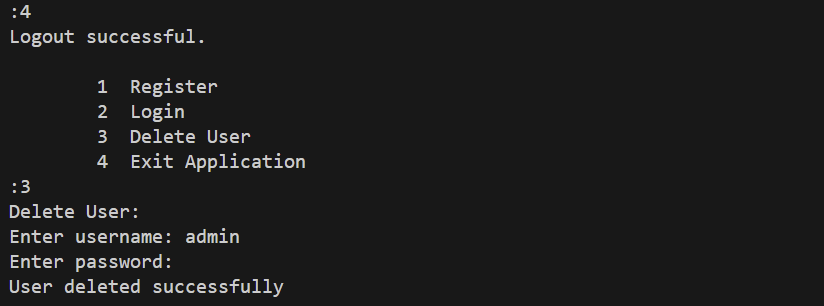 :4
Logout successful.
1 Register
2 Login
3 Delete User
4 Exit Application
:3
Delete User:
Enter username: admin
Enter password:
User deleted successfully